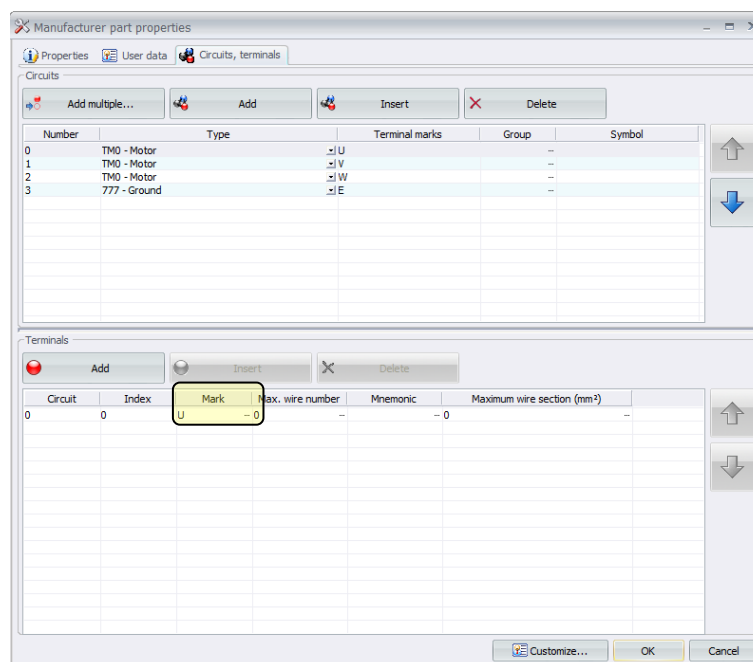 Manufacturer part properties
Properties User data Circuits, terminals
Circuits
Add multiple... Add Insert Delete
Number Type Terminal marks Group Symbol
0 TM0 - Motor U --
1 TM0 - Motor V --
2 TM0 - Motor W --
3 777 - Ground E --
Terminals
Add Insert Delete
Circuit Index Mark Max. wire number Mnemonic Maximum wire section (mm²)
0 0 U -- 0 -- -- 0 --
Customize... OK Cancel